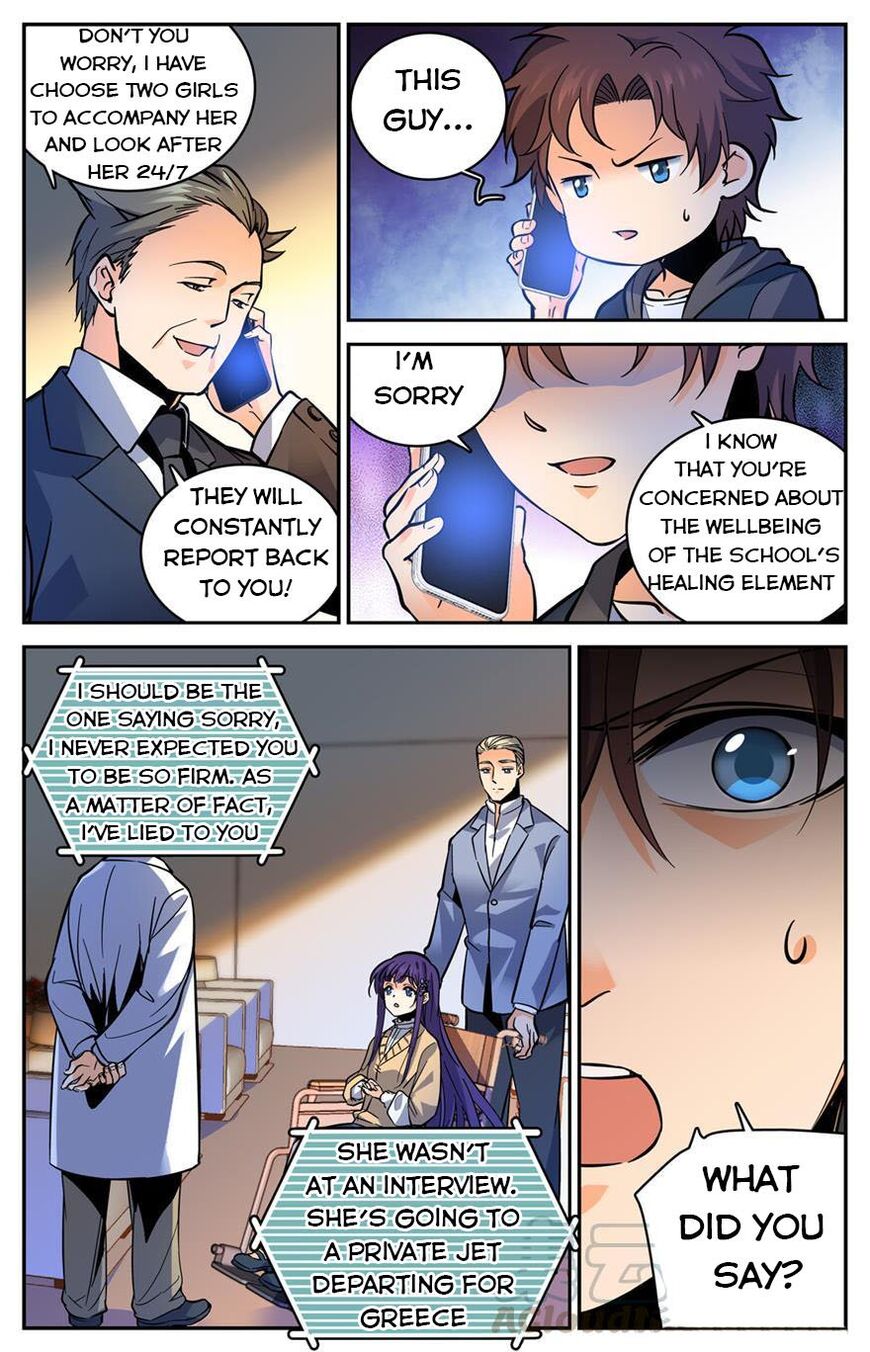 DON'T YOU
WORRY, I HAVE
CHOOSE TWO GIRLS
TO ACCOMPANY HER
AND LOOK AFTER
HER 24/7
THEY WILL
CONSTANTLY
REPORT BACK
TO YOU!
THIS
GUY...
I'M
SORRY
I KNOW
THAT YOU'RE
CONCERNED ABOUT
THE WELLBEING
OF THE SCHOOL'S
HEALING ELEMENT
I SHOULD BE THE
ONE SAYING SORRY,
I NEVER EXPECTED YOU
TO BE SO FIRM. AS
A MATTER OF FACT,
I'VE LIED TO YOU
SHE WASN'T
AT AN INTERVIEW.
SHE'S GOING TO
A PRIVATE JET
DEPARTING FOR
GREECE
WHAT
DID YOU
SAY?